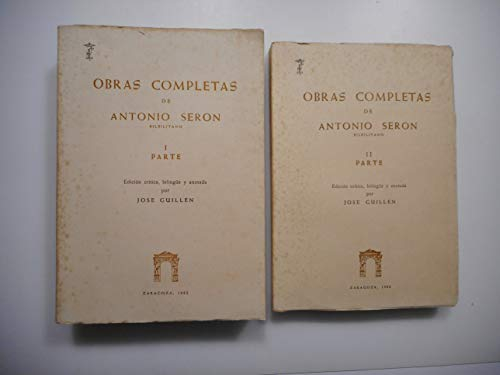 OBRAS COMPLETAS
DE
ANTONIO SERON
BILBILITANO
I
PARTE
Edición crítica, bilingüe y anotada
por
JOSE GUILLEN
ZARAGOZA, 1982
OBRAS COMPLETAS
DE
ANTONIO SERON
BILBILITANO
II
PARTE
Edición crítica, bilingüe y anotada
por
JOSE GUILLEN
ZARAGOZA,